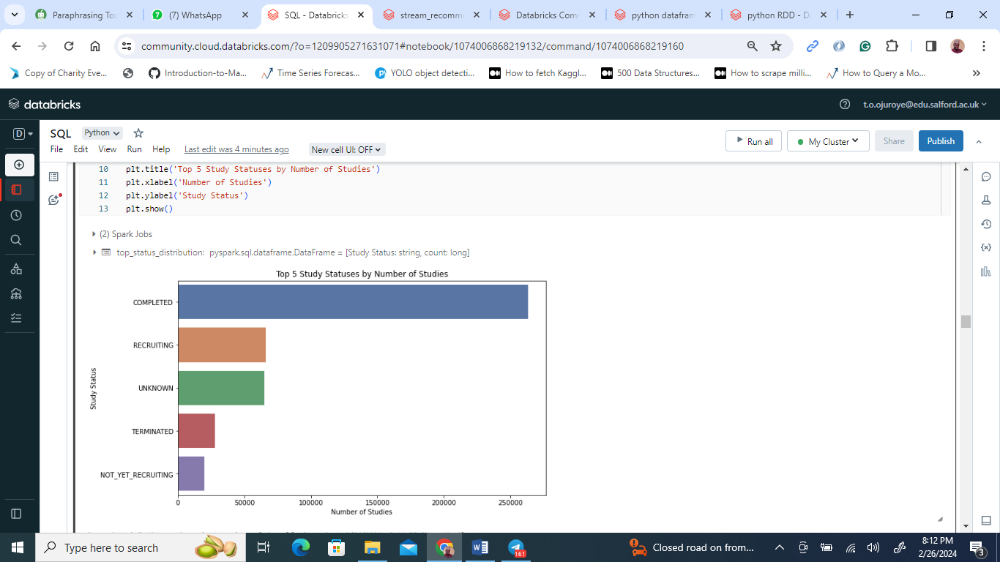 Paraphrasing Too
(7) WhatsApp
SQL - Databricks
stream_recomme
Databricks Com
python datafram
python RDD - Da
community.cloud.databricks.com/?o=1209905271631071#notebook/1074006868219132/command/1074006868219160
Copy of Charity Eve...
Introduction-to-Ma...
Time Series Forecas...
YOLO object detecti...
How to fetch Kaggl...
500 Data Structures...
How to scrape milli...
How to Query a Mo...
databricks
t.o.ojuroye@edu.salford.ac.uk
D
SQL
Python
File Edit View Run Help Last edit was 4 minutes ago New cell UI: OFF
Run all
My Cluster
Share
Publish
10 plt.title('Top 5 Study Statuses by Number of Studies')
11 plt.xlabel('Number of Studies')
12 plt.ylabel('Study Status')
13 plt.show()
(2) Spark Jobs
top_status_distribution: pyspark.sql.dataframe.DataFrame = [Study Status: string, count: long]
Top 5 Study Statuses by Number of Studies
COMPLETED
RECRUITING
UNKNOWN
TERMINATED
NOT_YET_RECRUITING
Study Status
0 50000 100000 150000 200000 250000
Number of Studies
Type here to search
161
Closed road on from...
8:12 PM
2/26/2024
3